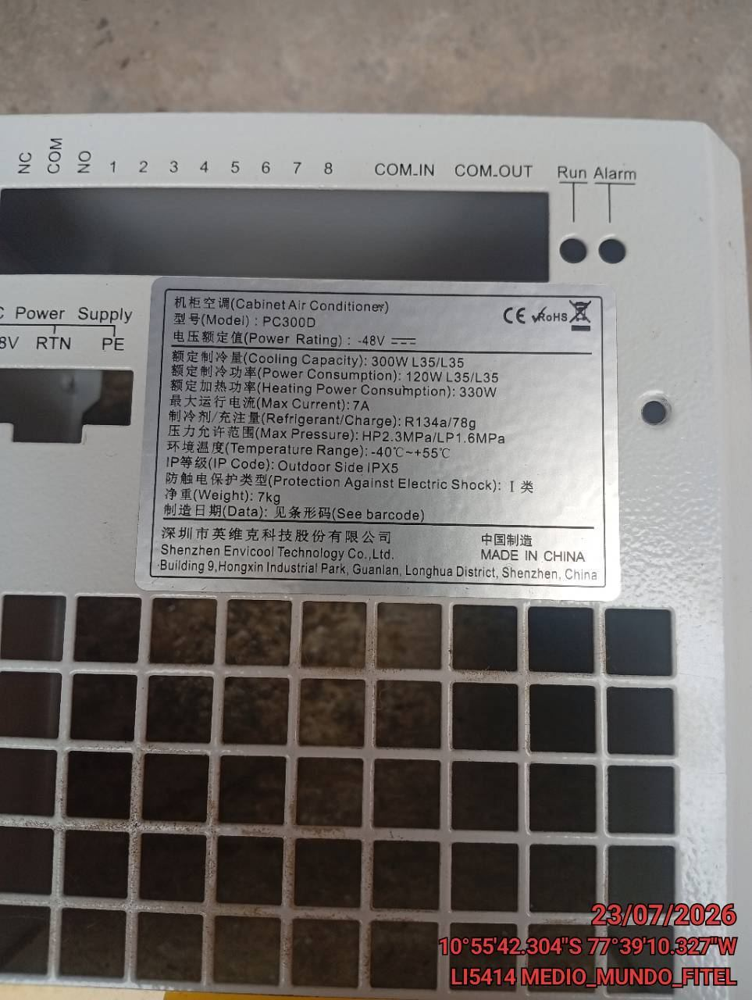 NC COM NO 1 2 3 4 5 6 7 8 COM_IN COM_OUT Run Alarm
机柜空调(Cabinet Air Conditioner)
型号(Model) : PC300D
CE RoHS
电压额定值(Power Rating) : -48V
Power Supply
8V RTN PE
额定制冷量(Cooling Capacity): 300W L35/L35
额定制冷功率(Power Consumption): 120W L35/L35
额定加热功率(Heating Power Consumption): 330W
最大运行电流(Max Current): 7A
制冷剂/充注量(Refrigerant/Charge): R134a/78g
压力允许范围(Max Pressure): HP2.3MPa/LP1.6MPa
环境温度(Temperature Range): -40℃~+55℃
IP等级(IP Code): Outdoor Side IPX5
防触电保护类型(Protection Against Electric Shock): I 类
净重(Weight): 7kg
制造日期(Data): 见条形码(See barcode)
深圳市英维克科技股份有限公司
Shenzhen Envicool Technology Co.,Ltd.
中国制造
MADE IN CHINA
Building 9,Hongxin Industrial Park, Guanlan, Longhua District, Shenzhen, China
23/07/2026
10°55'42.304"S 77°39'10.327"W
LI5414 MEDIO_MUNDO_FITEL